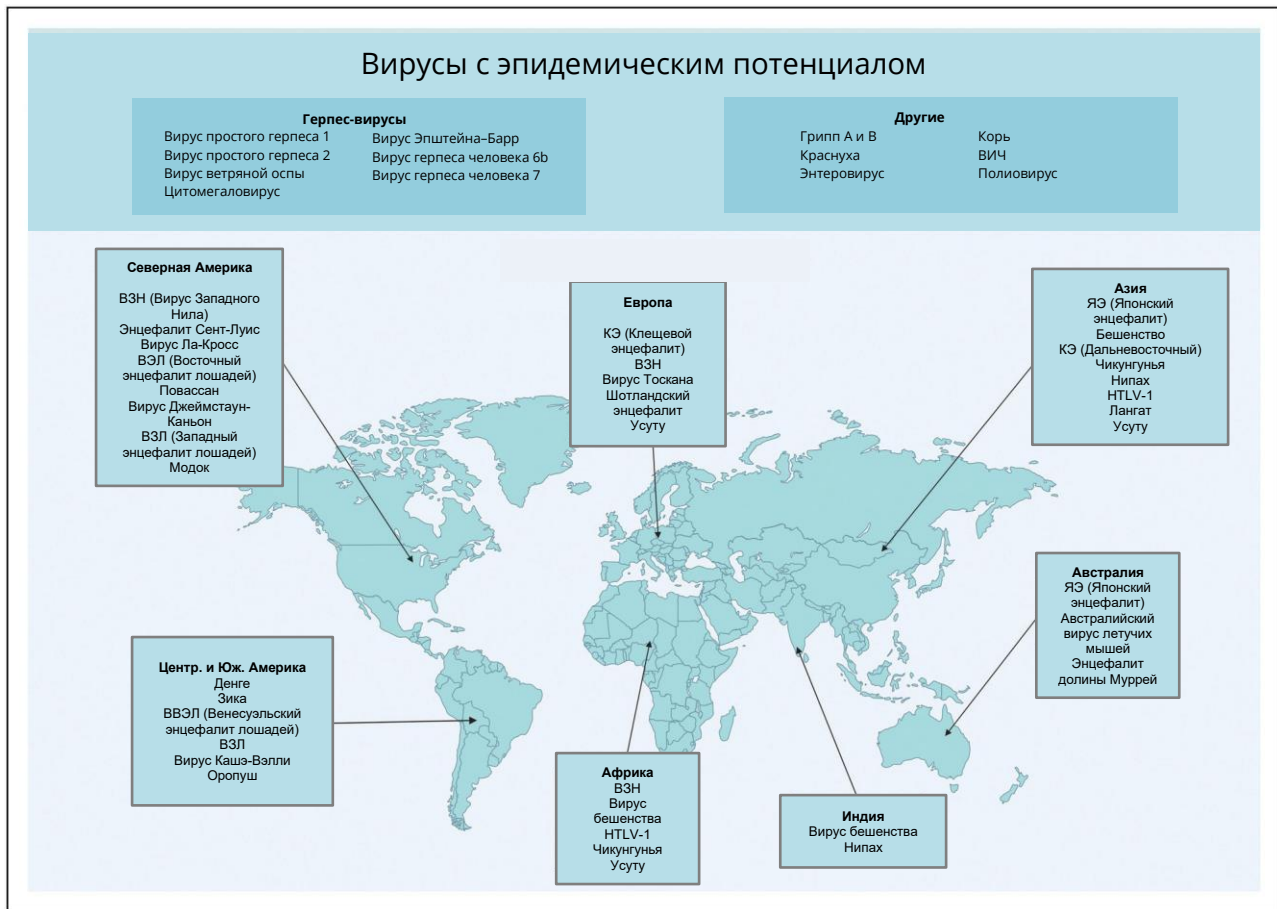 Вирусы с эпидемическим потенциалом
Герпес-вирусы
Вирус простого герпеса 1
Вирус простого герпеса 2
Вирус ветряной оспы
Цитомегаловирус
Вирус Эпштейна–Барр
Вирус герпеса человека 6b
Вирус герпеса человека 7
Другие
Грипп А и В
Краснуха
Энтеровирус
Корь
ВИЧ
Полиовирус
Северная Америка
ВЗН (Вирус Западного
Нила)
Энцефалит Сент-Луис
Вирус Ла-Кросс
ВЭЛ (Восточный
энцефалит лошадей)
Повассан
Вирус Джеймстаун-
Каньон
ВЗЛ (Западный
энцефалит лошадей)
Модок
Европа
КЭ (Клещевой
энцефалит)
ВЗН
Вирус Тоскана
Шотландский
энцефалит
Усуту
Азия
ЯЭ (Японский
энцефалит)
Бешенство
КЭ (Дальневосточный)
Чикунгунья
Нипах
HTLV-1
Лангат
Усуту
Австралия
ЯЭ (Японский
энцефалит)
Австралийский
вирус летучих
мышей
Энцефалит
долины Муррей
Центр. и Юж. Америка
Денге
Зика
ВВЭЛ (Венесуэльский
энцефалит лошадей)
ВЗЛ
Вирус Кашэ-Вэлли
Оропуш
Африка
ВЗН
Вирус
бешенства
HTLV-1
Чикунгунья
Усуту
Индия
Вирус бешенства
Нипах